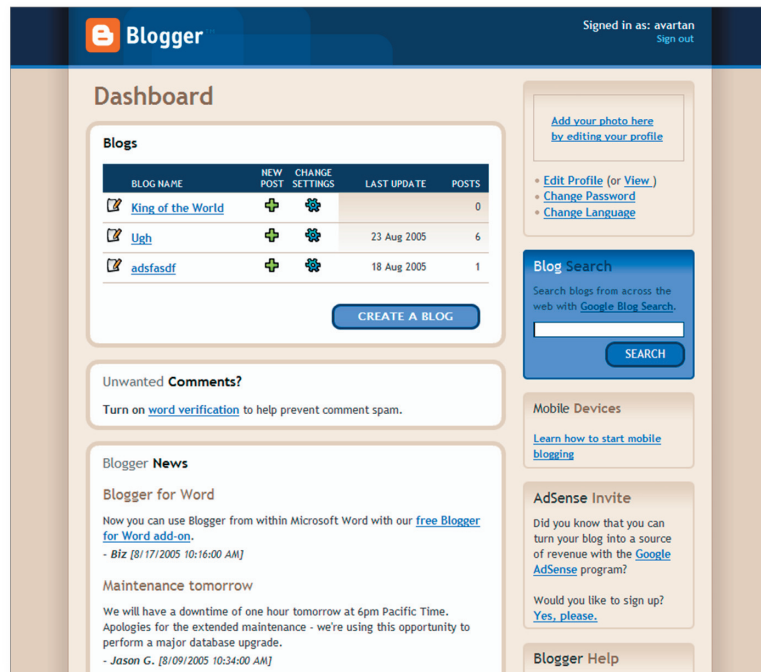 Blogger
Signed in as: avartan
Sign out
Dashboard
Blogs
BLOG NAME NEW POST CHANGE SETTINGS LAST UPDATE POSTS
King of the World 0
Ugh 23 Aug 2005 6
adsfasdf 18 Aug 2005 1
CREATE A BLOG
Unwanted Comments?
Turn on word verification to help prevent comment spam.
Blogger News
Blogger for Word
Now you can use Blogger from within Microsoft Word with our free Blogger
for Word add-on.
- Biz [8/17/2005 10:16:00 AM]
Maintenance tomorrow
We will have a downtime of one hour tomorrow at 6pm Pacific Time.
Apologies for the extended maintenance - we're using this opportunity to
perform a major database upgrade.
- Jason G. [8/09/2005 10:34:00 AM]
Add your photo here
by editing your profile
Edit Profile (or View )
Change Password
Change Language
Blog Search
Search blogs from across the
web with Google Blog Search.
SEARCH
Mobile Devices
Learn how to start mobile
blogging
AdSense Invite
Did you know that you can
turn your blog into a source
of revenue with the Google
AdSense program?
Would you like to sign up?
Yes, please.
Blogger Help